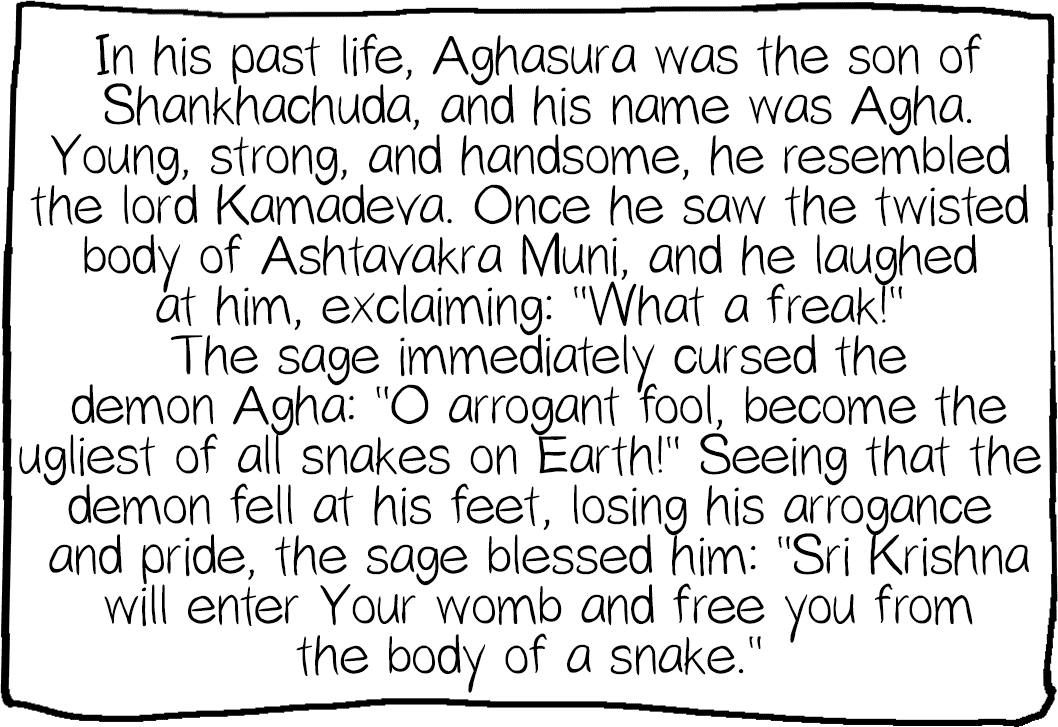 In his past life, Aghasura was the son of
Shankhachuda, and his name was Agha.
Young, strong, and handsome, he resembled
the lord Kamadeva. Once he saw the twisted
body of Ashtavakra Muni, and he laughed
at him, exclaiming: "What a freak!"
The sage immediately cursed the
demon Agha: "O arrogant fool, become the
ugliest of all snakes on Earth!" Seeing that the
demon fell at his feet, losing his arrogance
and pride, the sage blessed him: "Sri Krishna
will enter Your womb and free you from
the body of a snake."